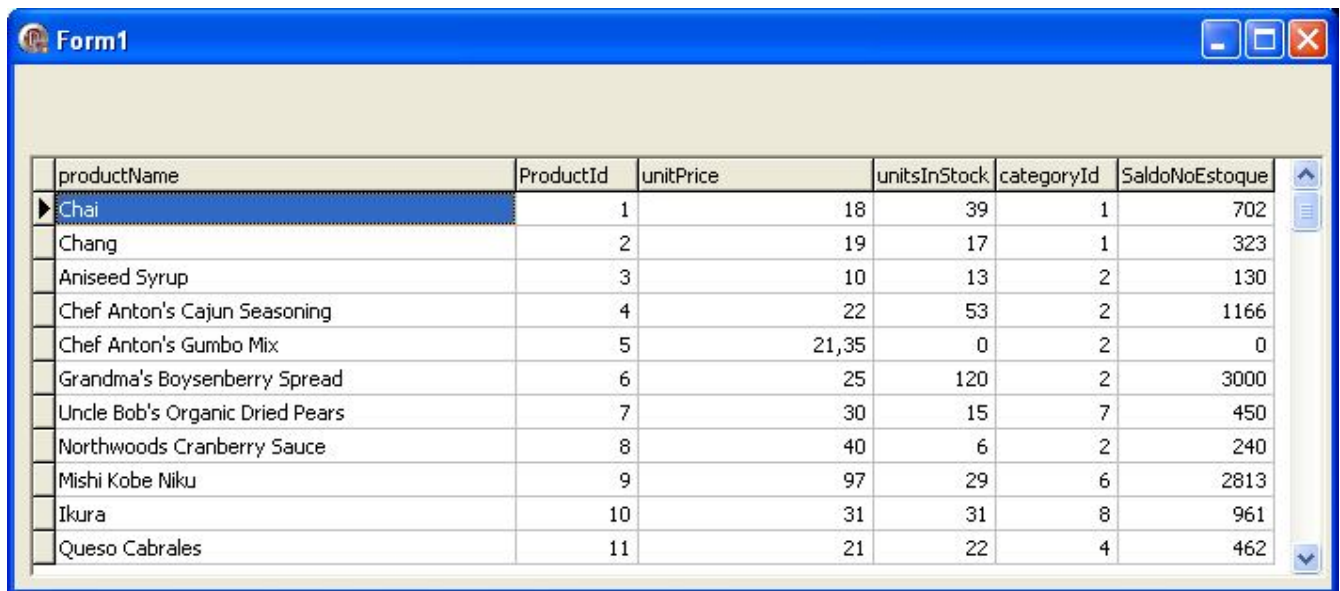 Form1
productName ProductId unitPrice unitsInStock categoryId SaldoNoEstoque
Chai 1 18 39 1 702
Chang 2 19 17 1 323
Aniseed Syrup 3 10 13 2 130
Chef Anton's Cajun Seasoning 4 22 53 2 1166
Chef Anton's Gumbo Mix 5 21,35 0 2 0
Grandma's Boysenberry Spread 6 25 120 2 3000
Uncle Bob's Organic Dried Pears 7 30 15 7 450
Northwoods Cranberry Sauce 8 40 6 2 240
Mishi Kobe Niku 9 97 29 6 2813
Ikura 10 31 31 8 961
Queso Cabrales 11 21 22 4 462